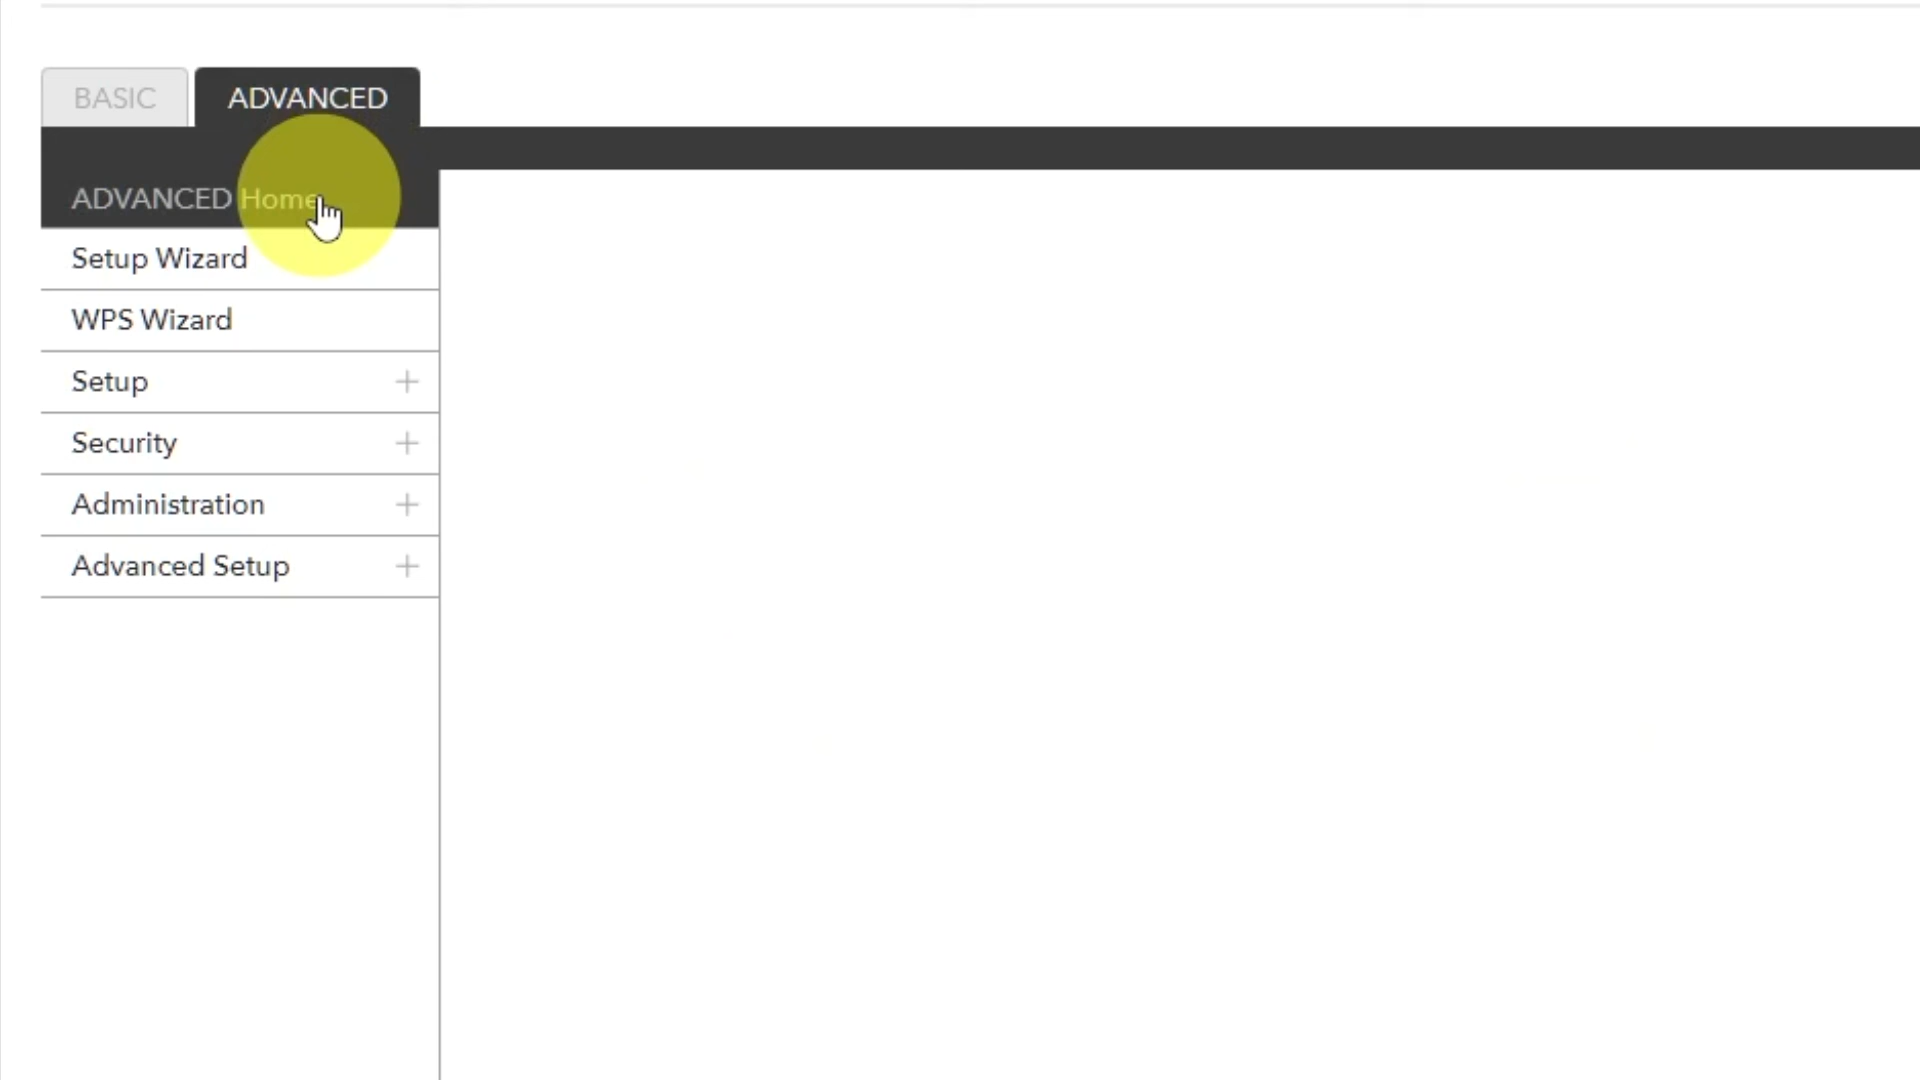 BASIC
ADVANCED
ADVANCED Home
Setup Wizard
WPS Wizard
Setup
Security
Administration
Advanced Setup